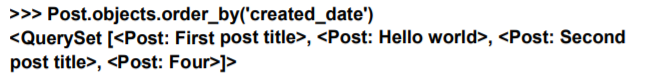 >>> Post.objects.order_by('created_date')
<QuerySet [<Post: First post title>, <Post: Hello world>, <Post: Second
post title>, <Post: Four>]>